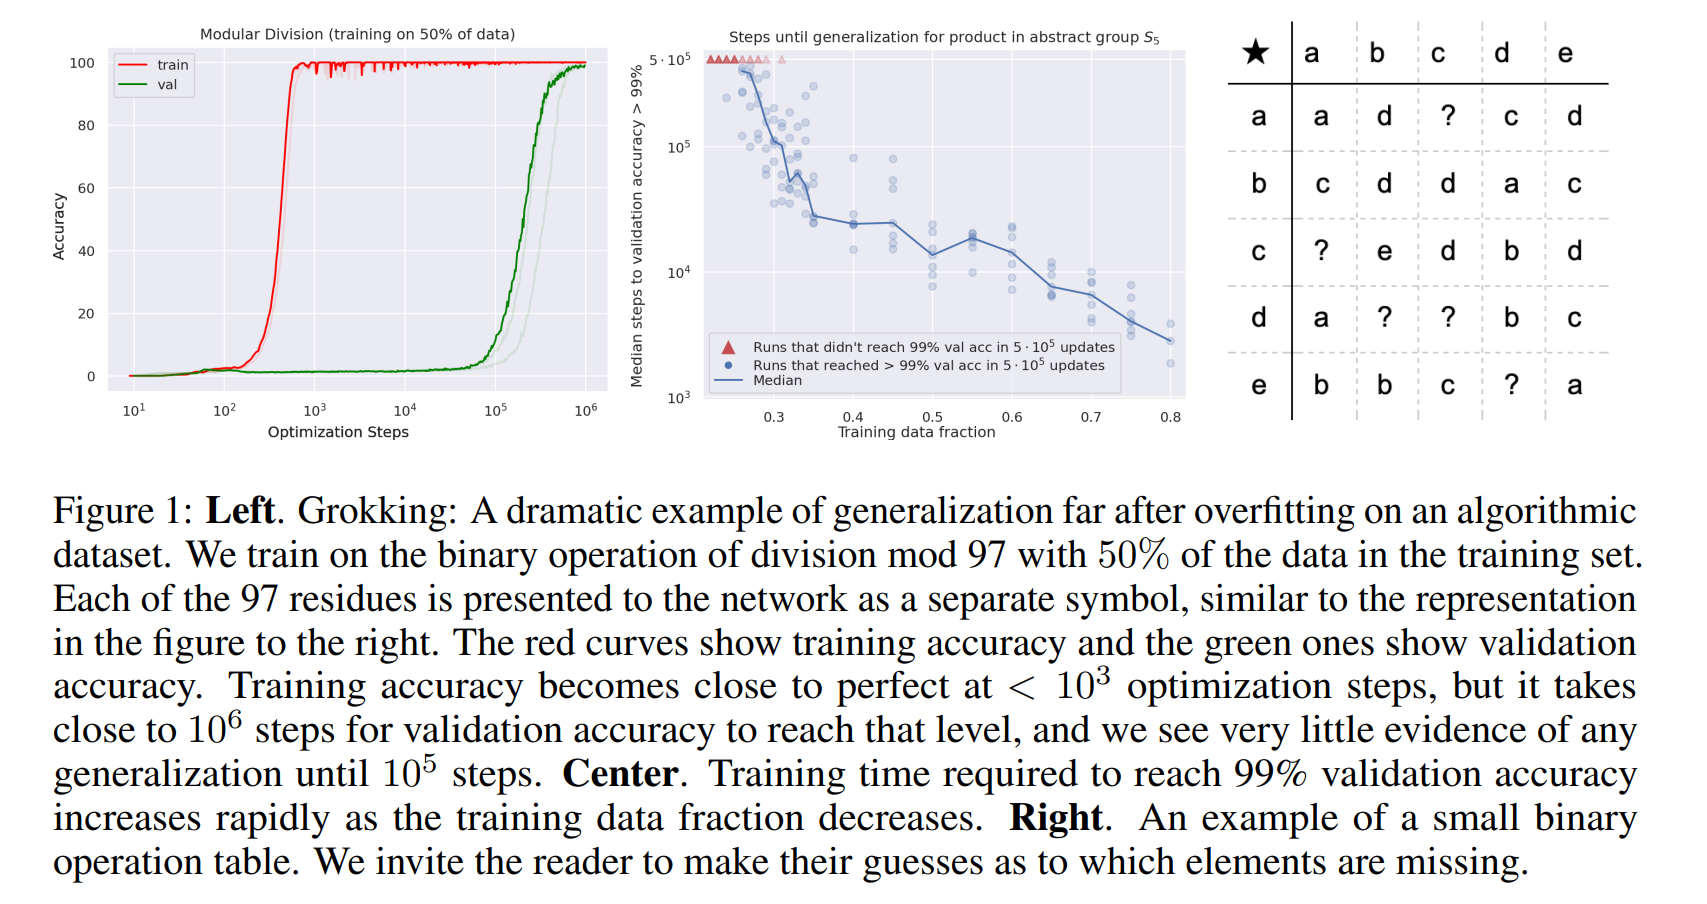 Modular Division (training on 50% of data)
train
val
100
80
60
40
20
0
Accuracy
10¹ 10² 10³ 10⁴ 10⁵ 10⁶
Optimization Steps
Steps until generalization for product in abstract group S₅
5 · 10⁵
10⁵
10⁴
10³
Median steps to validation accuracy > 99%
Runs that didn't reach 99% val acc in 5 · 10⁵ updates
Runs that reached > 99% val acc in 5 · 10⁵ updates
Median
0.3 0.4 0.5 0.6 0.7 0.8
Training data fraction
★ a b c d e
a a d ? c d
b c d d a c
c ? e d b d
d a ? ? b c
e b b c ? a
Figure 1: Left. Grokking: A dramatic example of generalization far after overfitting on an algorithmic
dataset. We train on the binary operation of division mod 97 with 50% of the data in the training set.
Each of the 97 residues is presented to the network as a separate symbol, similar to the representation
in the figure to the right. The red curves show training accuracy and the green ones show validation
accuracy. Training accuracy becomes close to perfect at < 10³ optimization steps, but it takes
close to 10⁶ steps for validation accuracy to reach that level, and we see very little evidence of any
generalization until 10⁵ steps. Center. Training time required to reach 99% validation accuracy
increases rapidly as the training data fraction decreases. Right. An example of a small binary
operation table. We invite the reader to make their guesses as to which elements are missing.